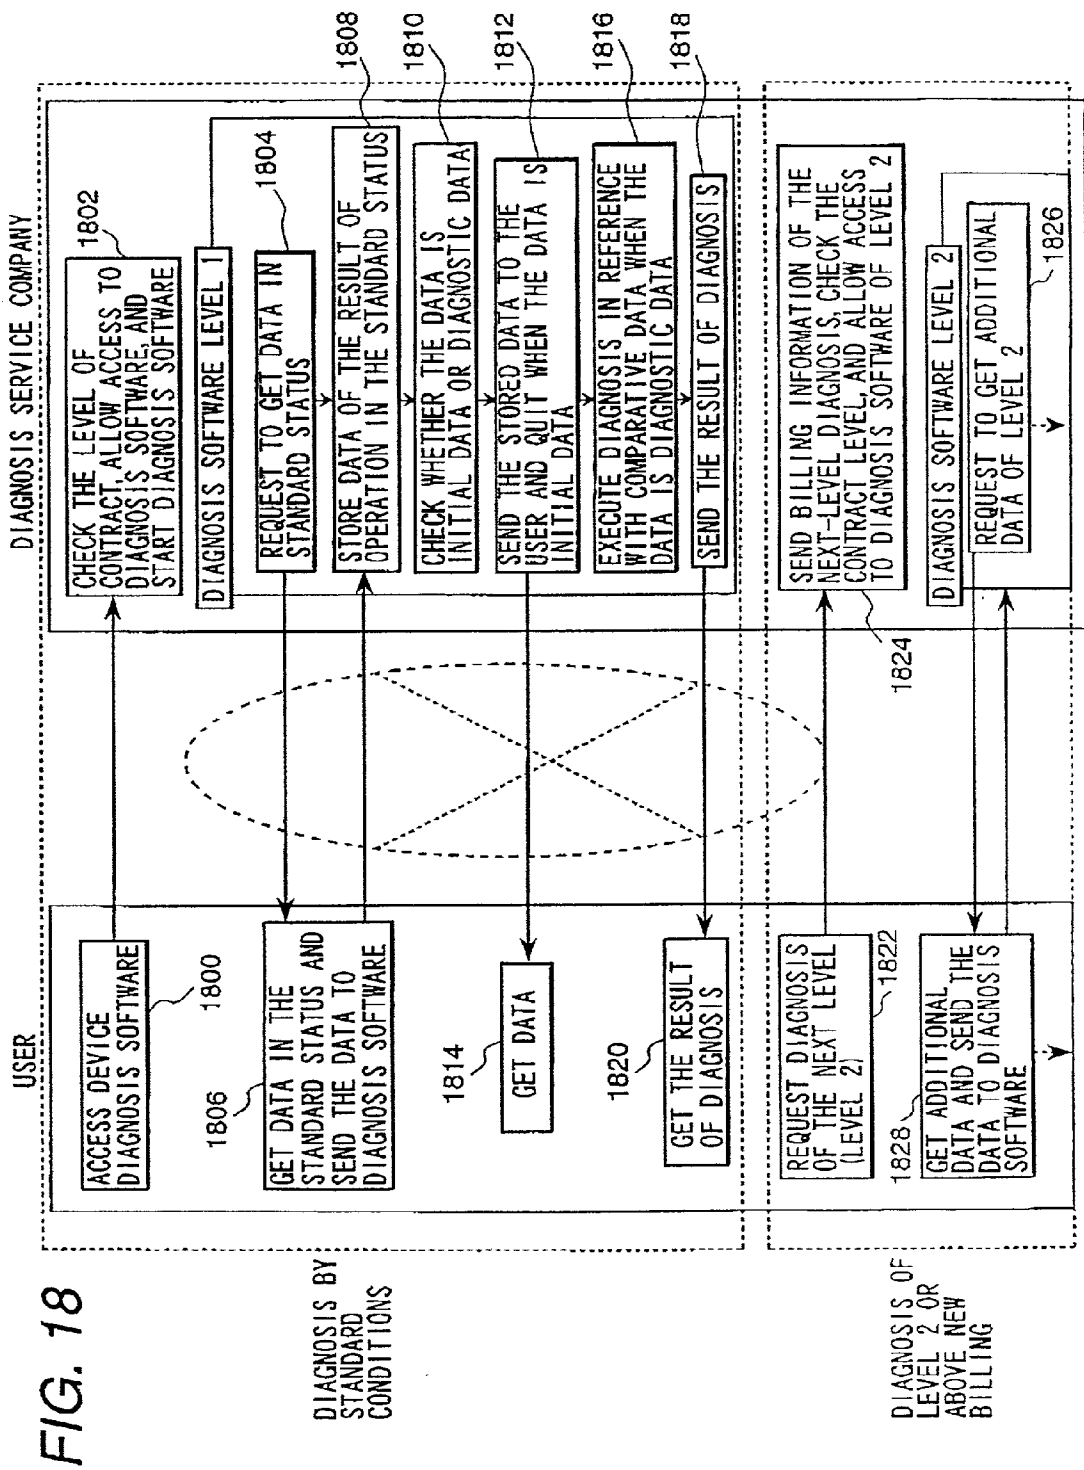 FIG. 18
USER
DIAGNOSIS SERVICE COMPANY
DIAGNOSIS BY
STANDARD
CONDITIONS
ACCESS DEVICE
DIAGNOSIS SOFTWARE
1800
CHECK THE LEVEL OF
CONTRACT, ALLOW ACCESS TO
DIAGNOSIS SOFTWARE, AND
START DIAGNOSIS SOFTWARE
1802
DIAGNOSIS SOFTWARE LEVEL 1
REQUEST TO GET DATA IN
STANDARD STATUS
1804
1806
GET DATA IN THE
STANDARD STATUS AND
SEND THE DATA TO
DIAGNOSIS SOFTWARE
STORE DATA OF THE RESULT OF
OPERATION IN THE STANDARD STATUS
1808
CHECK WHETHER THE DATA IS
INITIAL DATA OR DIAGNOSTIC DATA
1810
SEND THE STORED DATA TO THE
USER AND QUIT WHEN THE DATA IS
INITIAL DATA
1812
1814
GET DATA
EXECUTE DIAGNOSIS IN REFERENCE
WITH COMPARATIVE DATA WHEN THE
DATA IS DIAGNOSTIC DATA
1816
SEND THE RESULT OF DIAGNOSIS
1818
1820
GET THE RESULT
OF DIAGNOSIS
DIAGNOSIS OF
LEVEL 2 OR
ABOVE NEW
BILLING
REQUEST DIAGNOSIS
OF THE NEXT LEVEL
(LEVEL 2)
1822
SEND BILLING INFORMATION OF THE
NEXT-LEVEL DIAGNOSIS, CHECK THE
CONTRACT LEVEL, AND ALLOW ACCESS
TO DIAGNOSIS SOFTWARE OF LEVEL 2
1824
DIAGNOSIS SOFTWARE LEVEL 2
REQUEST TO GET ADDITIONAL
DATA OF LEVEL 2
1826
1828
GET ADDITIONAL
DATA AND SEND THE
DATA TO DIAGNOSIS
SOFTWARE